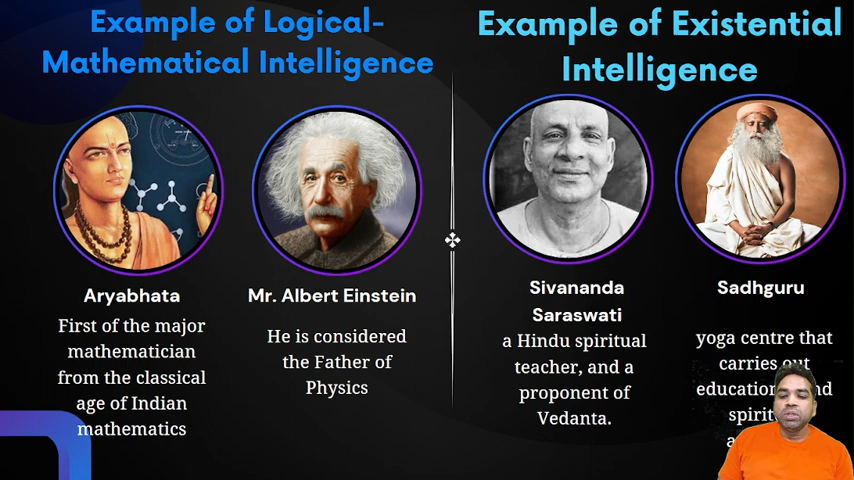 Example of Logical-
Mathematical Intelligence
Example of Existential
Intelligence
Aryabhata
First of the major
mathematician
from the classical
age of Indian
mathematics
Mr. Albert Einstein
He is considered
the Father of
Physics
Sivananda
Saraswati
a Hindu spiritual
teacher, and a
proponent of
Vedanta.
Sadhguru
yoga centre that
carries out